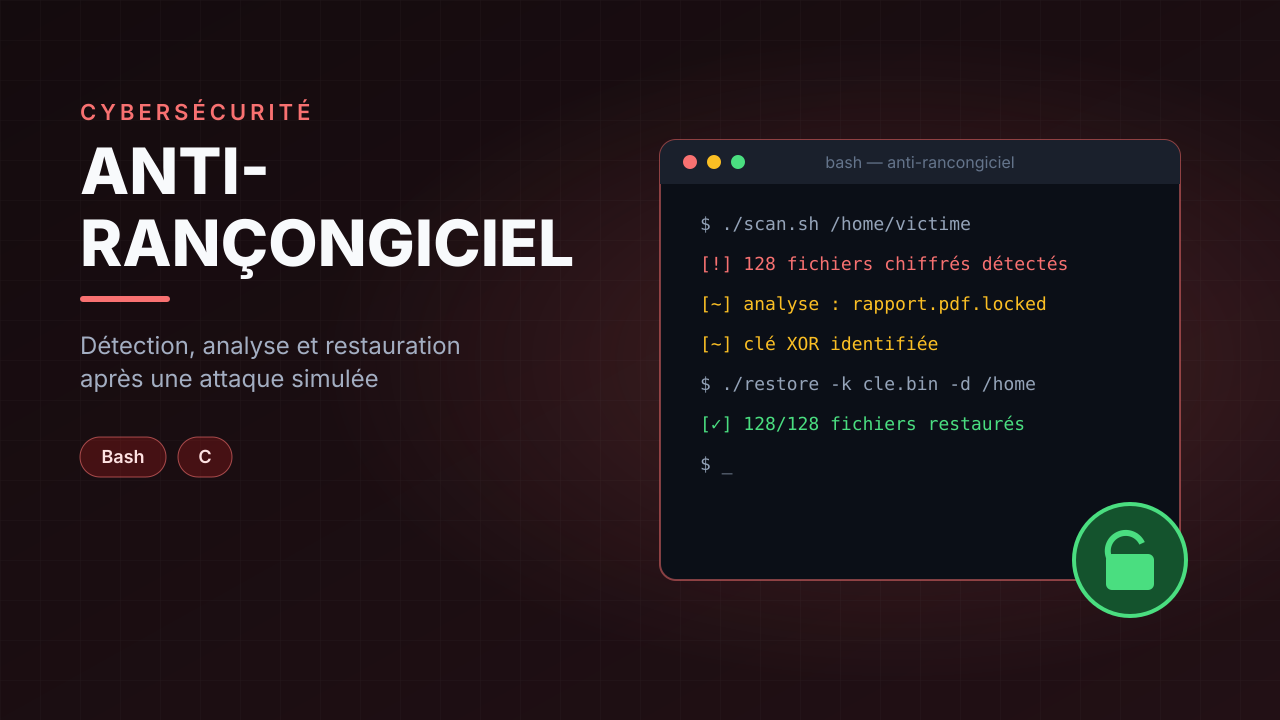 CYBERSÉCURITÉ
ANTI-
RANÇONGICIEL
Détection, analyse et restauration
après une attaque simulée
Bash
C
bash — anti-rancongiciel
$ ./scan.sh /home/victime
[!] 128 fichiers chiffrés détectés
[~] analyse : rapport.pdf.locked
[~] clé XOR identifiée
$ ./restore -k cle.bin -d /home
[✓] 128/128 fichiers restaurés
$ _